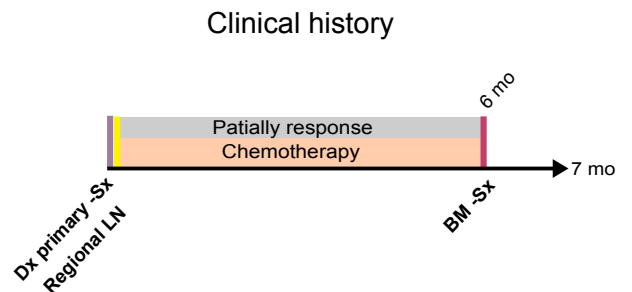 Clinical history
6 mo
Patially response
Chemotherapy
7 mo
Dx primary -Sx
Regional LN
BM -Sx